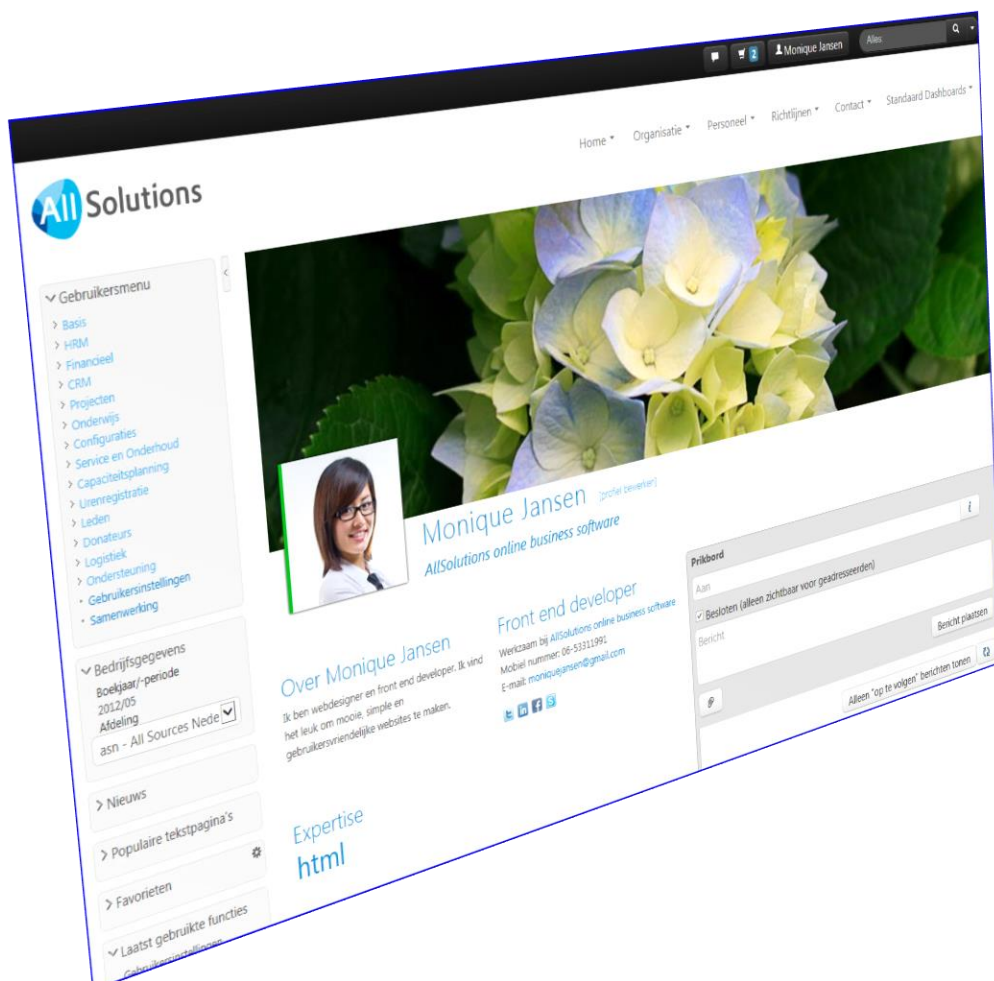 2
Monique Jansen
Alles
Home
Organisatie
Personeel
Richtlijnen
Contact
Standaard Dashboards
All Solutions
Gebruikersmenu
Basis
HRM
Financieel
CRM
Projecten
Onderwijs
Configuraties
Service en Onderhoud
Capaciteitsplanning
Urenregistratie
Leden
Donateurs
Logistiek
Ondersteuning
Gebruikersinstellingen
Samenwerking
Bedrijfsgegevens
Boekjaar/-periode
2012/05
Afdeling
asn - All Sources Nede
Nieuws
Populaire tekstpagina's
Favorieten
Laatst gebruikte functies
Gebruikersinstellingen
Monique Jansen [profiel bewerken]
AllSolutions online business software
Over Monique Jansen
Ik ben webdesigner en front end developer. Ik vind
het leuk om mooie, simple en
gebruikersvriendelijke websites te maken.
Front end developer
Werkzaam bij AllSolutions online business software
Mobiel nummer: 06-53311991
E-mail: moniquejansen@gmail.com
Expertise
html
Prikbord
i
Aan
Besloten (alleen zichtbaar voor geadresseerden)
Bericht
Bericht plaatsen
Alleen "op te volgen" berichten tonen